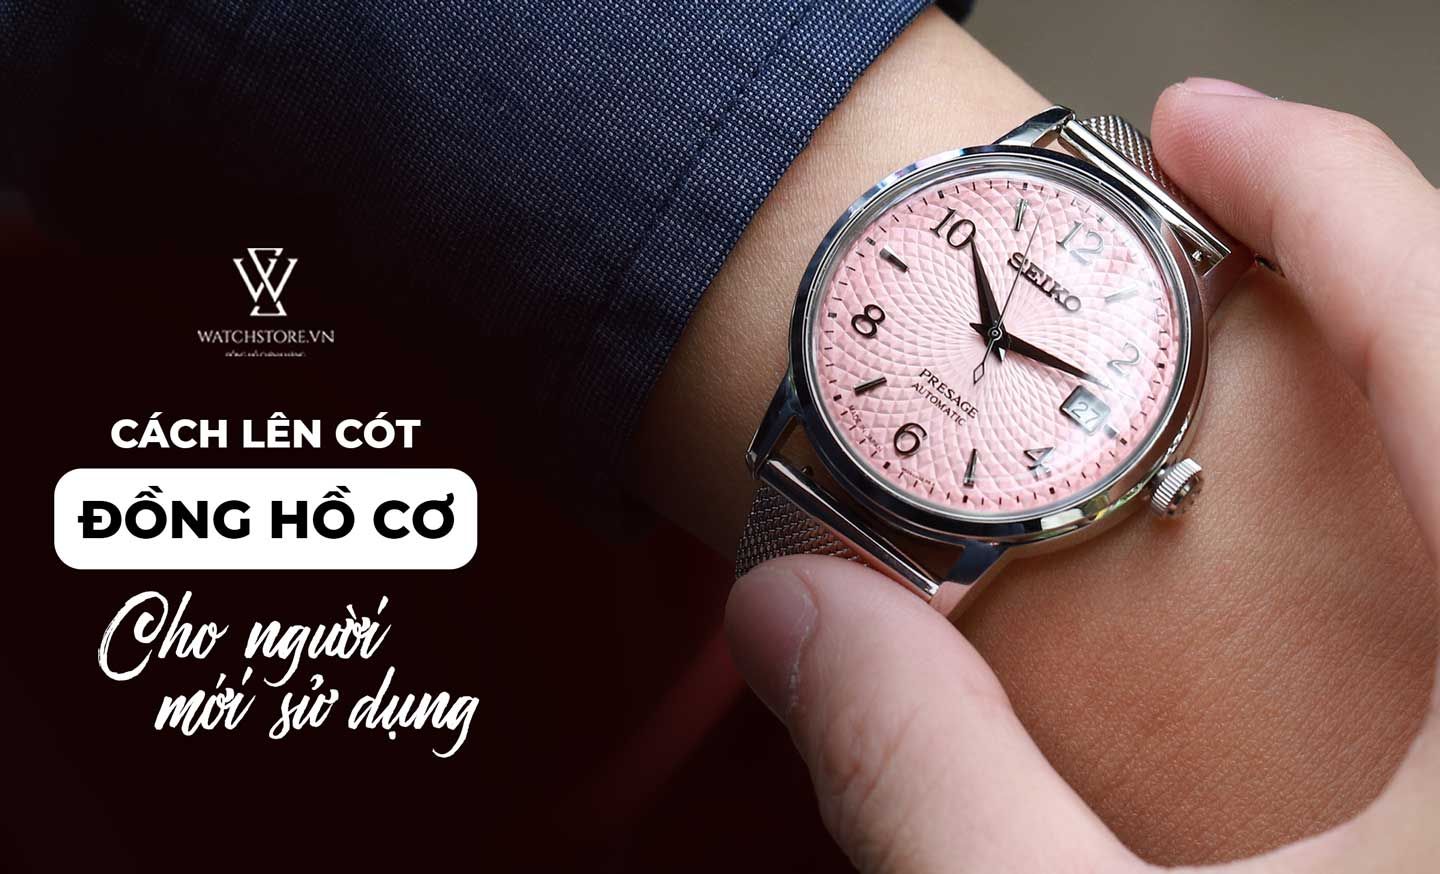 WATCHSTORE.VN
CÁCH LÊN CÓT
ĐỒNG HỒ CƠ
Cho người
mới sử dụng
10
12
SEIKO
8
2
PRESAGE
AUTOMATIC
27
6
4